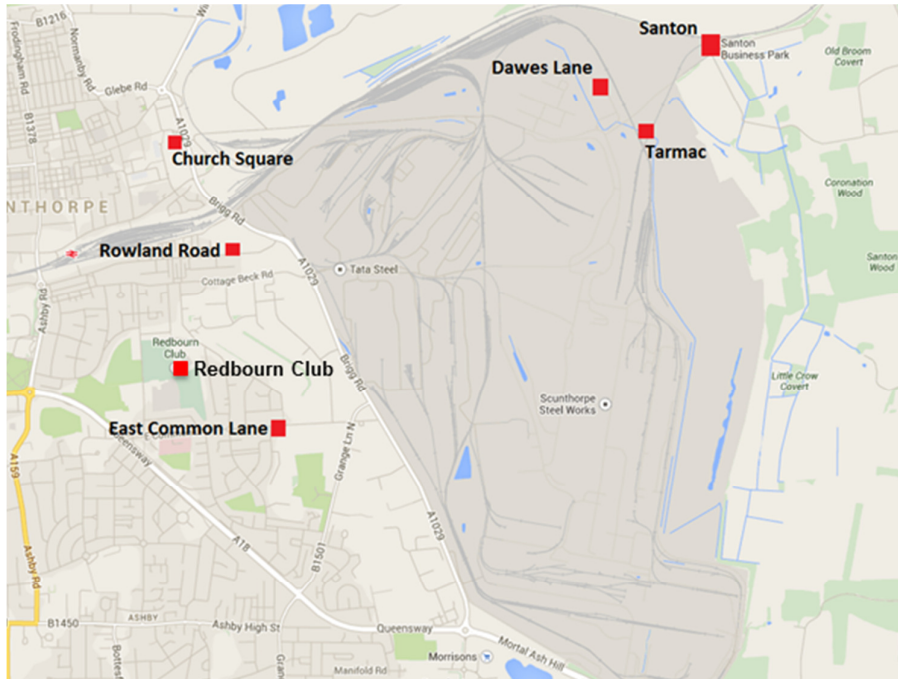 B1216
Frodingham Rd
Normanby Rd
Glebe Rd
B1378
A1029
Church Square
Santon
Santon
Business Park
Old Broom
Covert
Dawes Lane
Tarmac
Coronation
Wood
NTHORPE
Brigg Rd
Rowland Road
A1029
Tata Steel
Cottage Beck Rd
Santon
Wood
Ashby Rd
Redbourn
Club
Redbourn Club
Brigg Rd
Little Crow
Covert
Scunthorpe
Steel Works
East Common Lane
Queensway
Grange Ln N
A159
A1029
A18
B1501
Ashby Rd
B1450
ASHBY
Ashby High St
Queensway
Mortal Ash Hill
Morrisons
Manifold Rd